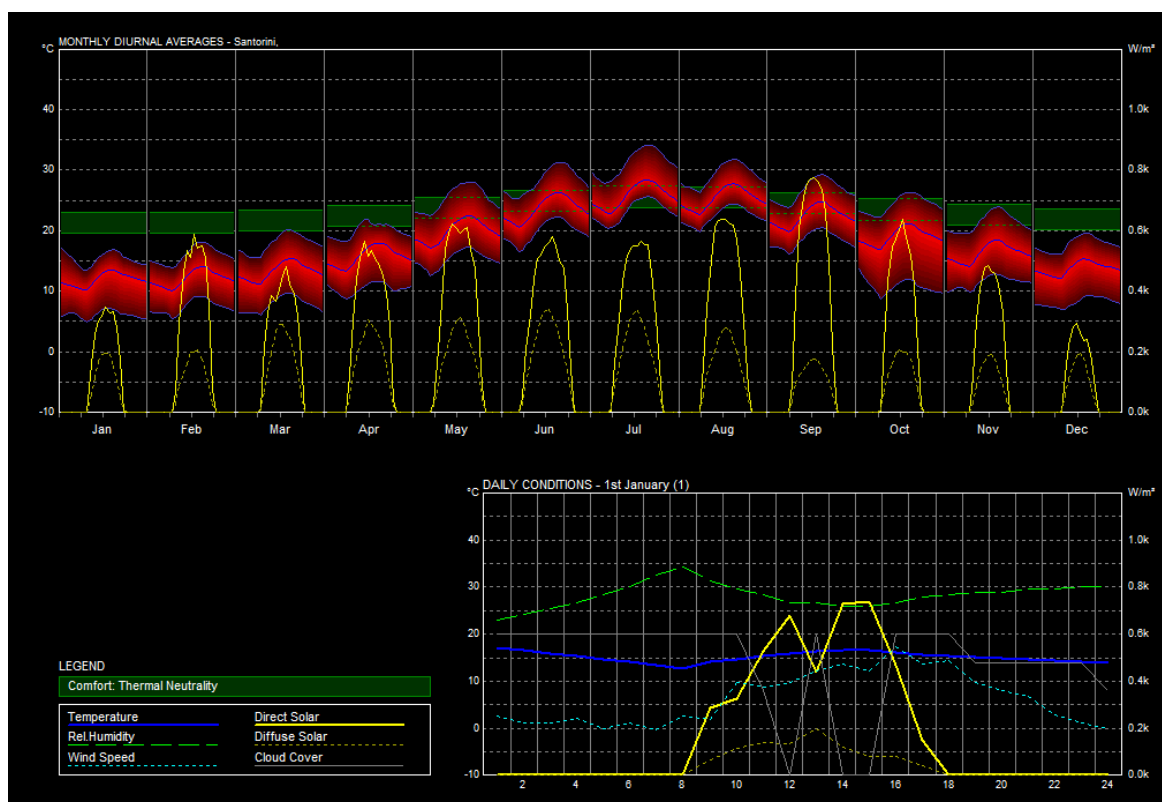 °C MONTHLY DIURNAL AVERAGES - Santorini, W/m²
40 1.0k
30 0.8k
20 0.6k
10 0.4k
0 0.2k
-10 0.0k
Jan Feb Mar Apr May Jun Jul Aug Sep Oct Nov Dec
°C DAILY CONDITIONS - 1st January (1) W/m²
40 1.0k
30 0.8k
20 0.6k
10 0.4k
0 0.2k
-10 0.0k
2 4 6 8 10 12 14 16 18 20 22 24
LEGEND
Comfort: Thermal Neutrality
Temperature Direct Solar
Rel.Humidity Diffuse Solar
Wind Speed Cloud Cover